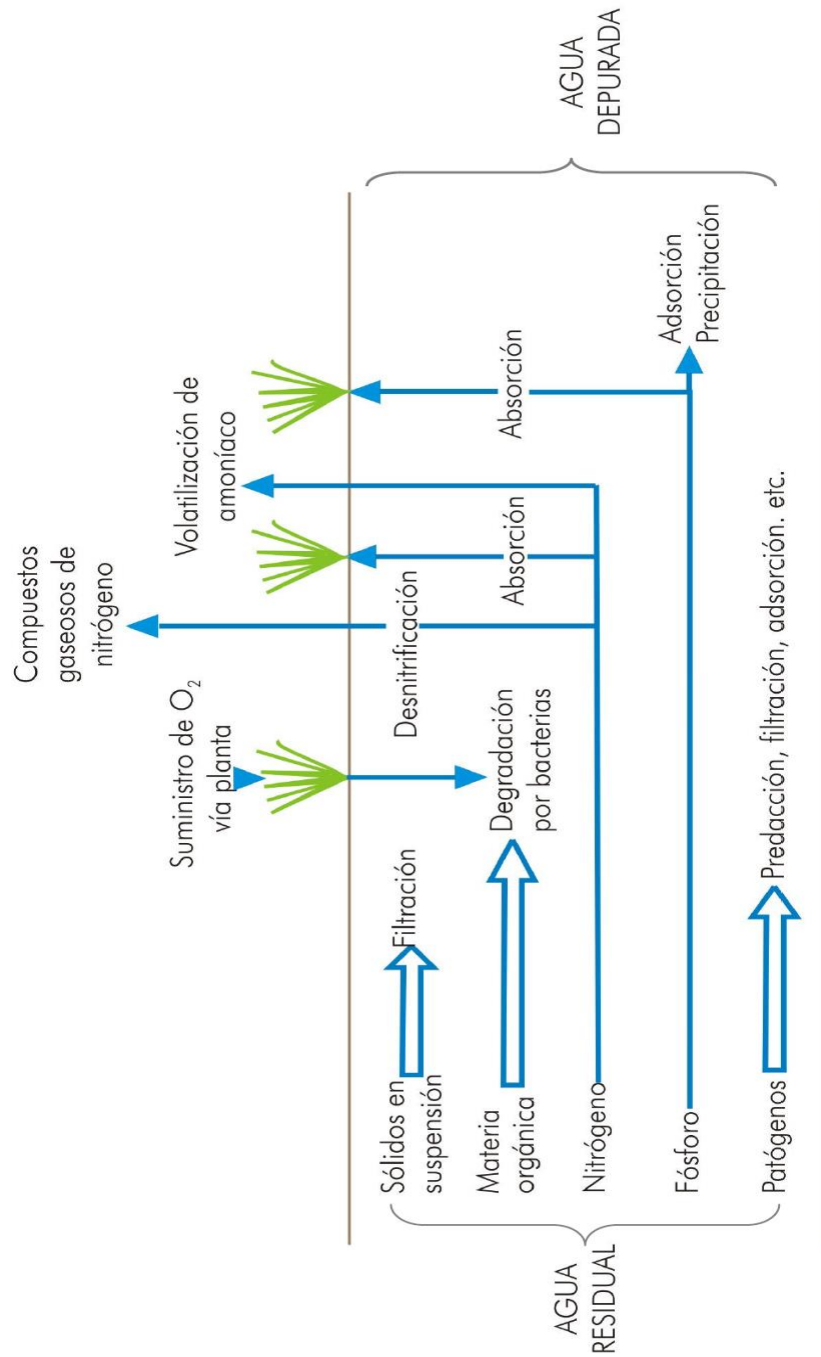 Compuestos
gaseosos de
nitrógeno
Suministro de O₂
vía planta
Volatilización de
amoníaco
AGUA
RESIDUAL
Sólidos en
suspensión
Filtración
Desnitrificación
Absorción
Absorción
Materia
orgánica
Degradación
por bacterias
Nitrógeno
Fósforo
Adsorción
Precipitación
Patógenos
Predacción, filtración, adsorción. etc.
AGUA
DEPURADA